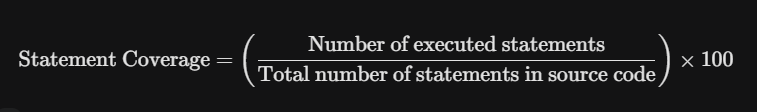 Statement Coverage = ( Number of executed statements / Total number of statements in source code ) × 100